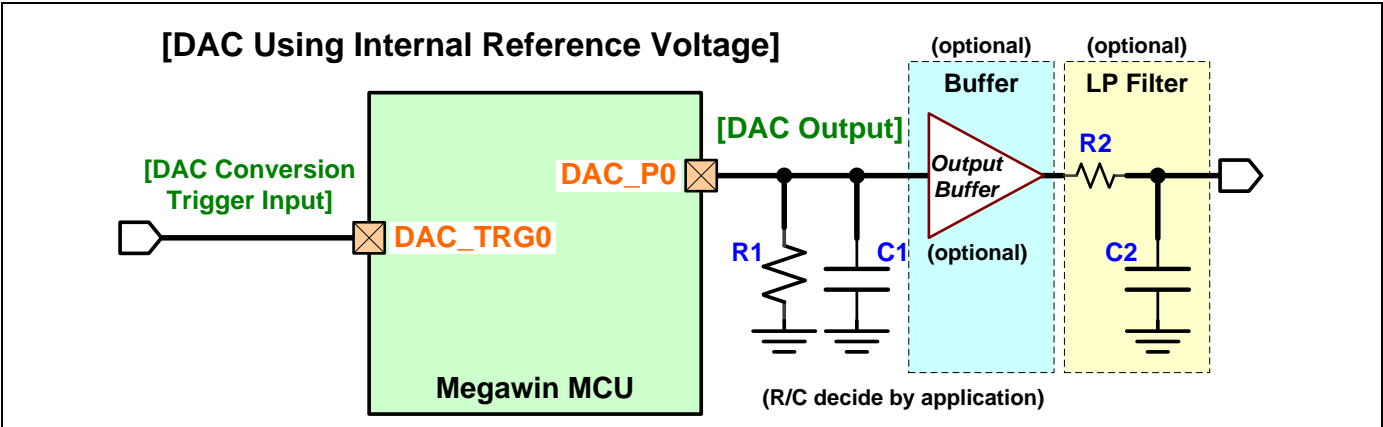 [DAC Using Internal Reference Voltage]
(optional)
(optional)
Buffer
LP Filter
[DAC Output]
R2
[DAC Conversion
Trigger Input]
DAC_P0
Output
Buffer
DAC_TRG0
R1
C1
(optional)
C2
Megawin MCU
(R/C decide by application)